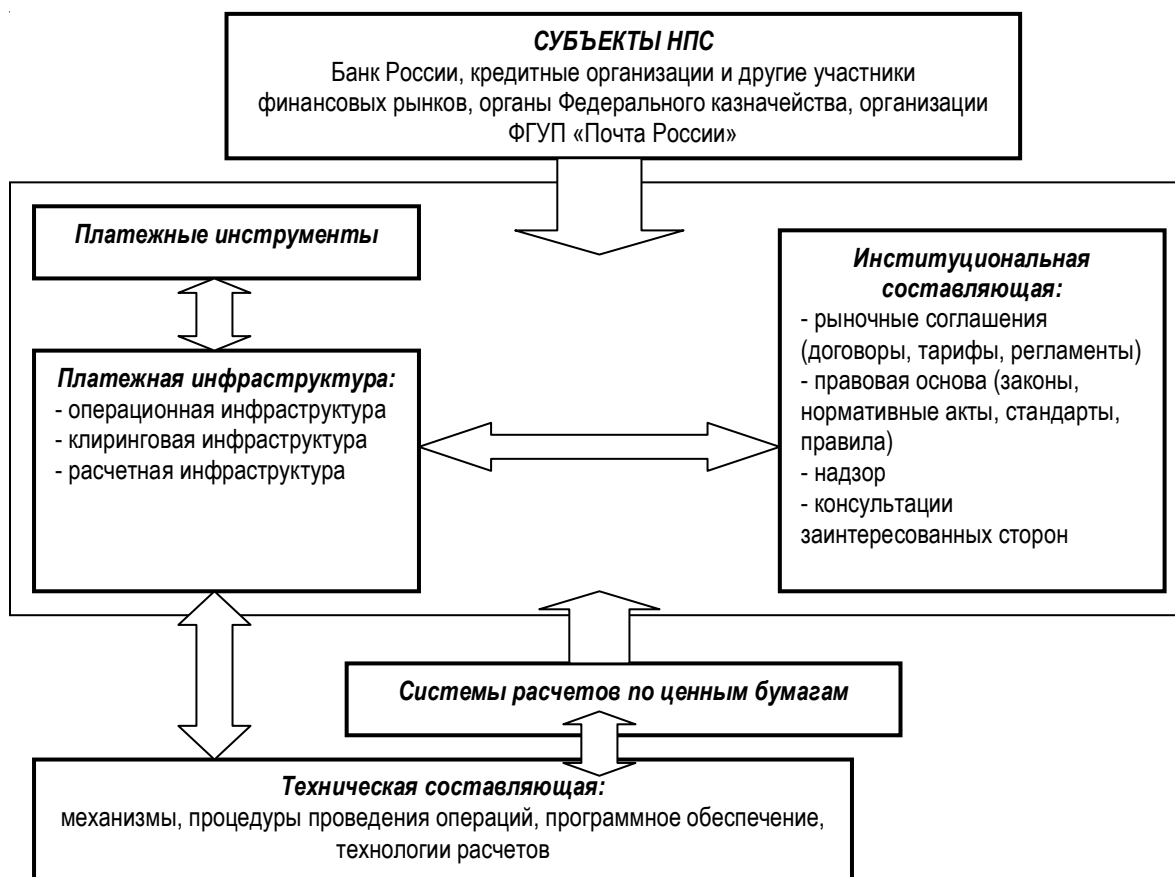 СУБЪЕКТЫ НПС
Банк России, кредитные организации и другие участники
финансовых рынков, органы Федерального казначейства, организации
ФГУП «Почта России»
Платежные инструменты
Платежная инфраструктура:
- операционная инфраструктура
- клиринговая инфраструктура
- расчетная инфраструктура
Институциональная
составляющая:
- рыночные соглашения
(договоры, тарифы, регламенты)
- правовая основа (законы,
нормативные акты, стандарты,
правила)
- надзор
- консультации
заинтересованных сторон
Системы расчетов по ценным бумагам
Техническая составляющая:
механизмы, процедуры проведения операций, программное обеспечение,
технологии расчетов